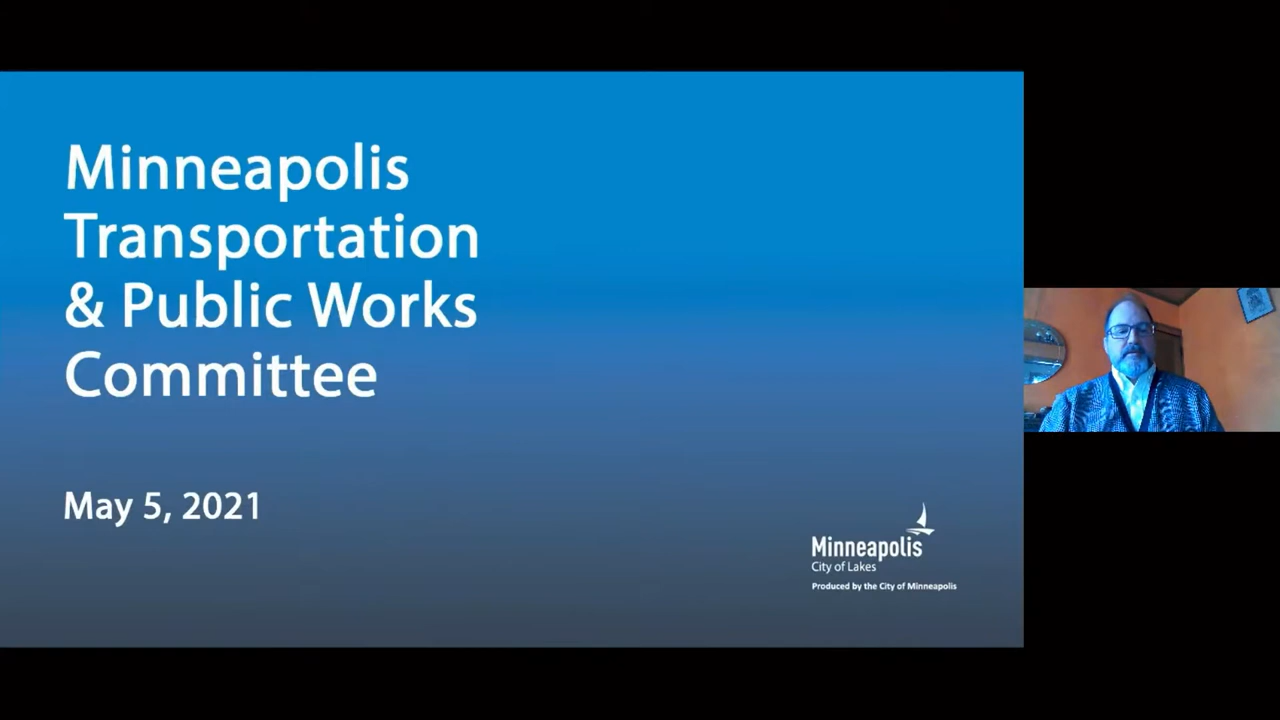 Minneapolis
Transportation
& Public Works
Committee
May 5, 2021
Minneapolis
City of Lakes
Produced by the City of Minneapolis